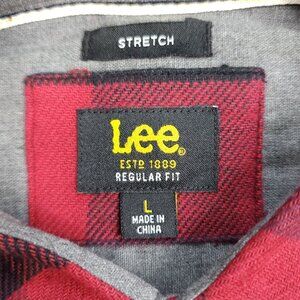 STRETCH
Lee®
ESTD 1889
REGULAR FIT
L
MADE IN
CHINA